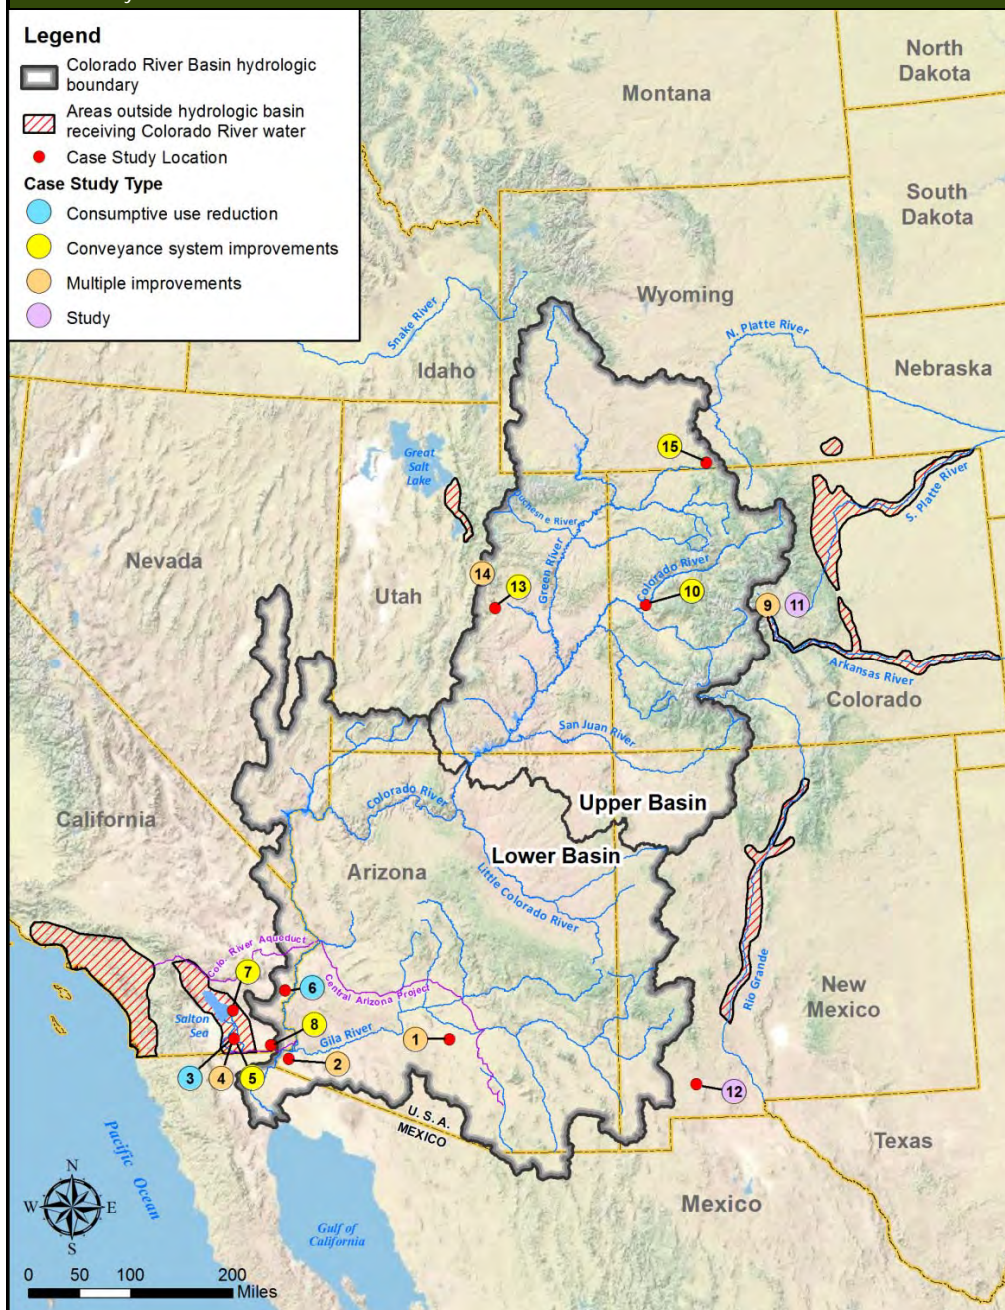 Legend
Colorado River Basin hydrologic
boundary
Areas outside hydrologic basin
receiving Colorado River water
Case Study Location
Case Study Type
Consumptive use reduction
Conveyance system improvements
Multiple improvements
Study
North
Dakota
Montana
South
Dakota
Wyoming
N. Platte River
Snake River
Idaho
Nebraska
15
Great
Salt
Lake
S. Platte River
Duchesne River
Nevada
Green River
Colorado River
14
13
Utah
10
9
11
Arkansas River
Colorado
San Juan River
Colorado River
Upper Basin
California
Lower Basin
Arizona
Little Colorado River
Colo. River Aqueduct
7
6
Central Arizona Project
New
Mexico
Rio Grande
Salton
Sea
8
Gila River
1
2
3
4
5
12
U. S. A.
MEXICO
Pacific Ocean
Texas
Mexico
N
W
E
S
Gulf of
California
0 50 100 200
Miles